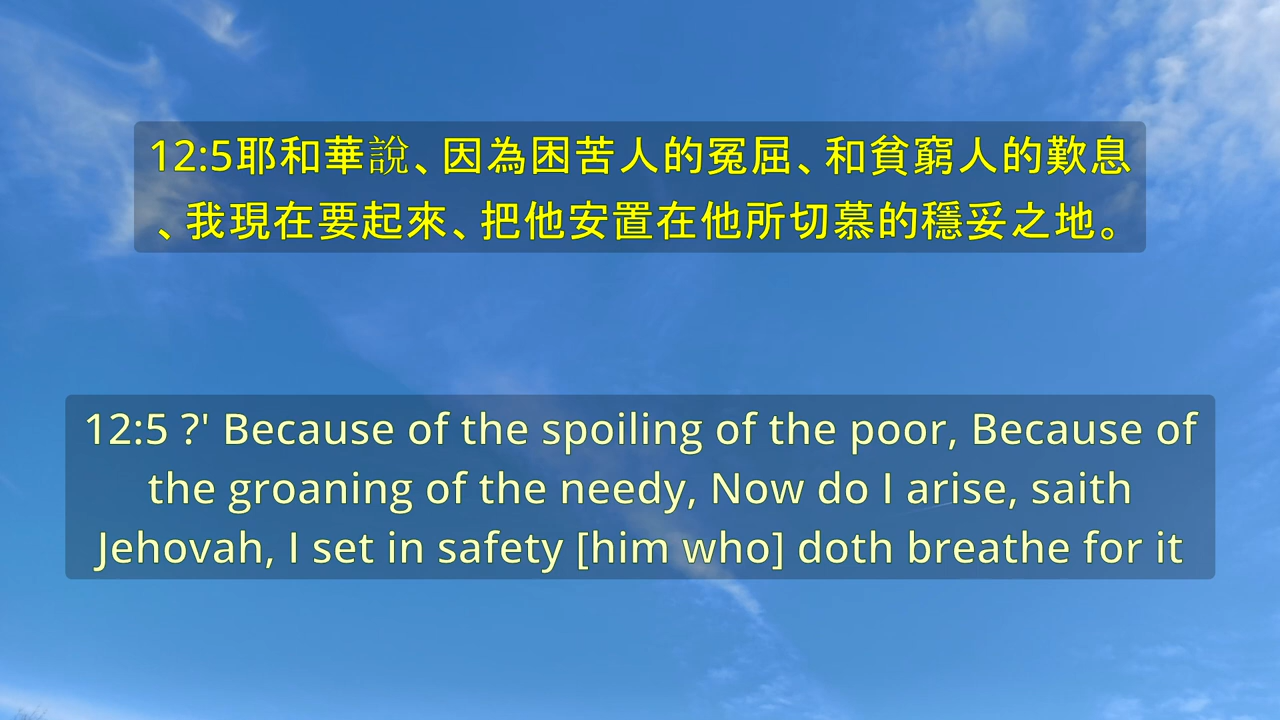 12:5耶和華說、因為困苦人的冤屈、和貧窮人的歎息
、我現在要起來、把他安置在他所切慕的穩妥之地。
12:5 ?' Because of the spoiling of the poor, Because of
the groaning of the needy, Now do I arise, saith
Jehovah, I set in safety [him who] doth breathe for it